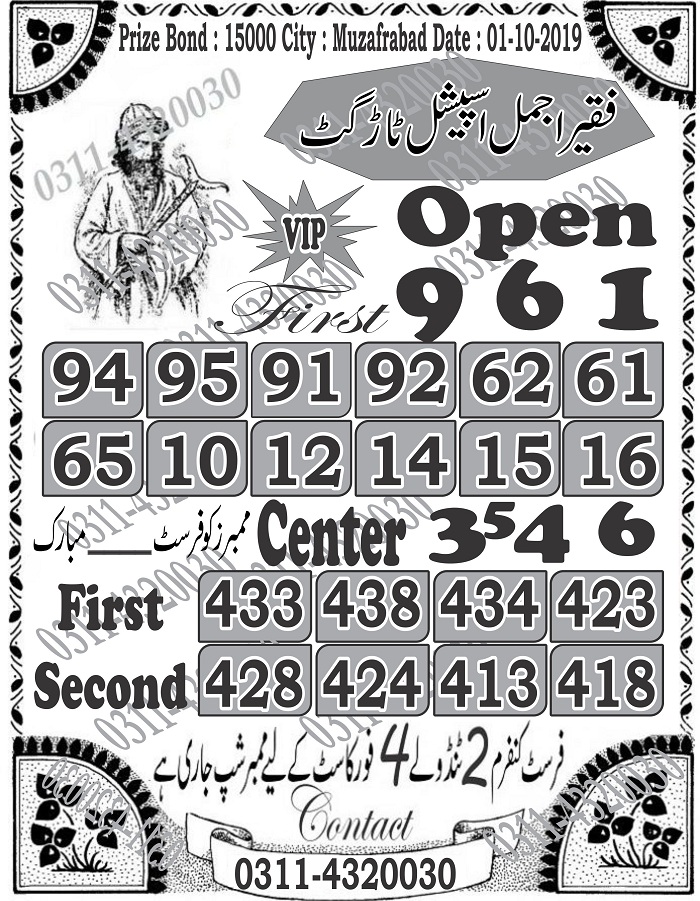 Prize Bond : 15000 City : Muzafrabad Date : 01-10-2019
فقیر اجمل اسپیشل ٹارگٹ
VIP
Open
First 9 6 1
94 95 91 92 62 61
65 10 12 14 15 16
ممبرز کو فرسٹ ____ مبارک Center 3 5 4 6
First 433 438 434 423
Second 428 424 413 418
فرسٹ کنفرم 2 ٹنڈولے 4 فورکاسٹ کے لیے ممبر شپ جاری ہے
Contact
0311-4320030